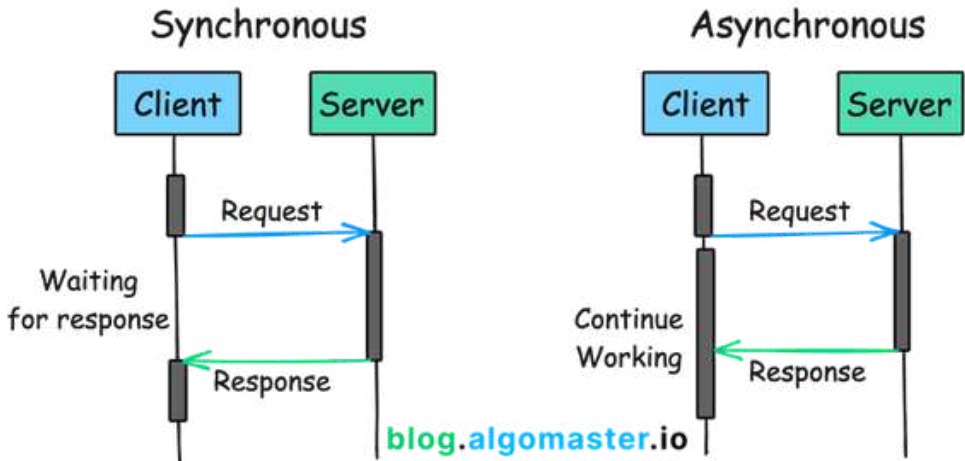 Synchronous
Client
Server
Request
Waiting
for response
Response
Asynchronous
Client
Server
Request
Continue
Working
Response
blog.algomaster.io